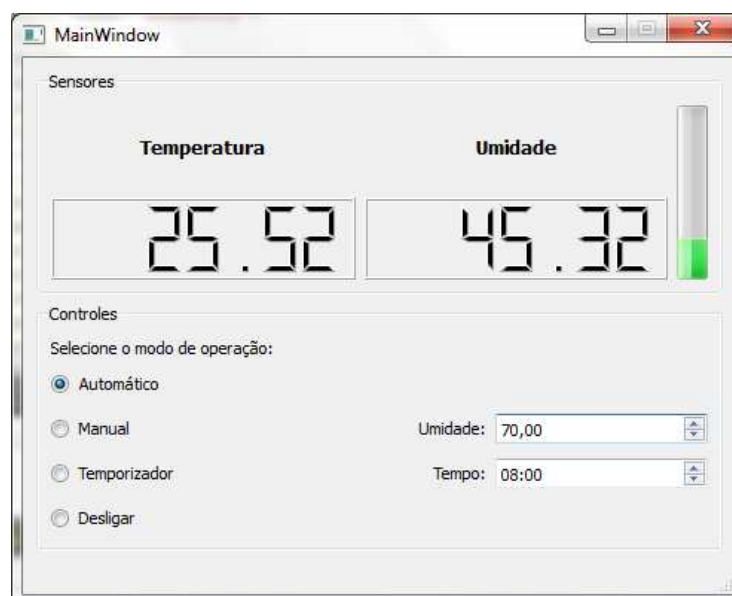 MainWindow
Sensores
Temperatura Umidade
25.52 45.32
Controles
Selecione o modo de operação:
Automático
Manual Umidade: 70,00
Temporizador Tempo: 08:00
Desligar